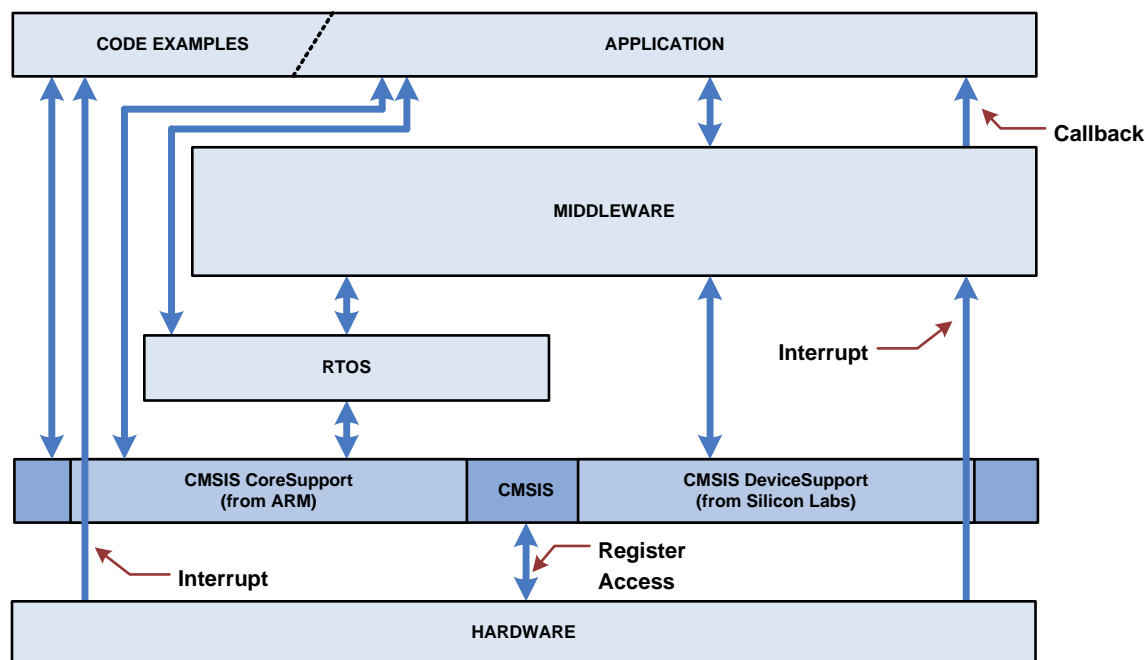 CODE EXAMPLES
APPLICATION
Callback
MIDDLEWARE
Interrupt
RTOS
CMSIS CoreSupport
(from ARM)
CMSIS
CMSIS DeviceSupport
(from Silicon Labs)
Interrupt
Register
Access
HARDWARE